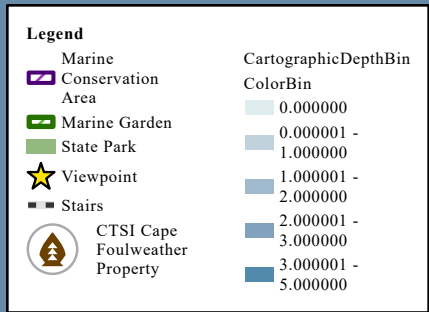 Legend
Marine
Conservation
Area
Marine Garden
State Park
Viewpoint
Stairs
CTSI Cape
Foulweather
Property
CartographicDepthBin
ColorBin
0.000000
0.000001 -
1.000000
1.000001 -
2.000000
2.000001 -
3.000000
3.000001 -
5.000000